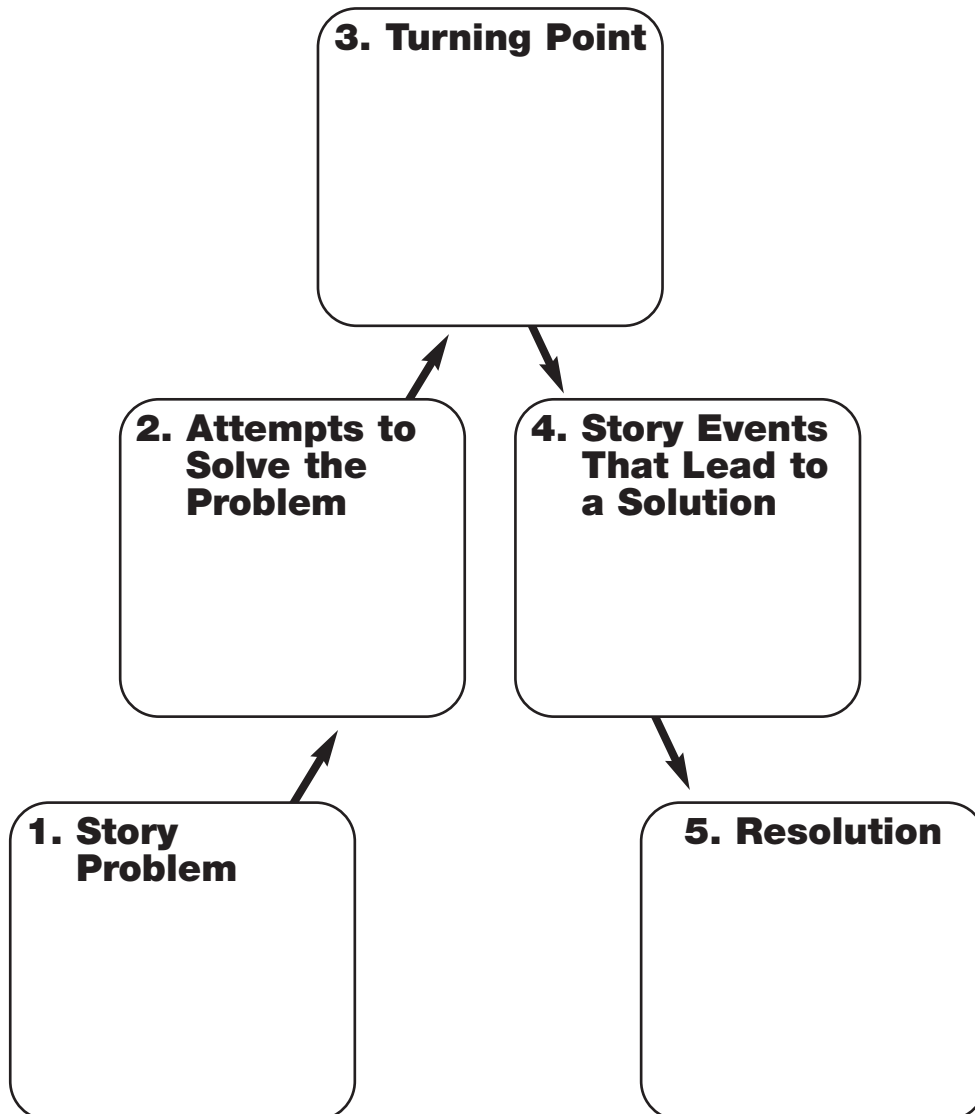 3. Turning Point
2. Attempts to
Solve the
Problem
4. Story Events
That Lead to
a Solution
1. Story
Problem
5. Resolution